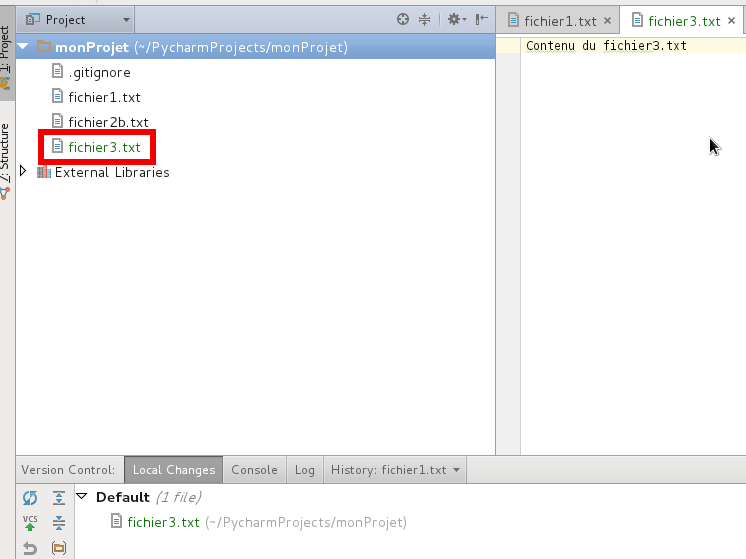 Project
fichier1.txt
fichier3.txt
1: Project
monProjet (~/PycharmProjects/monProjet)
Contenu du fichier3.txt
.gitignore
fichier1.txt
fichier2b.txt
fichier3.txt
External Libraries
7: Structure
Version Control:
Local Changes
Console
Log
History: fichier1.txt
Default (1 file)
fichier3.txt (~/PycharmProjects/monProjet)
VCS